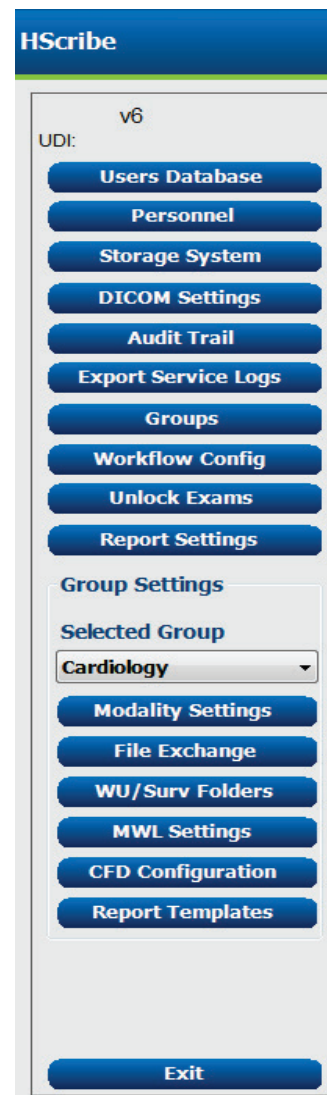 HScribe
v6
UDI:
Users Database
Personnel
Storage System
DICOM Settings
Audit Trail
Export Service Logs
Groups
Workflow Config
Unlock Exams
Report Settings
Group Settings
Selected Group
Cardiology
Modality Settings
File Exchange
WU/Surv Folders
MWL Settings
CFD Configuration
Report Templates
Exit